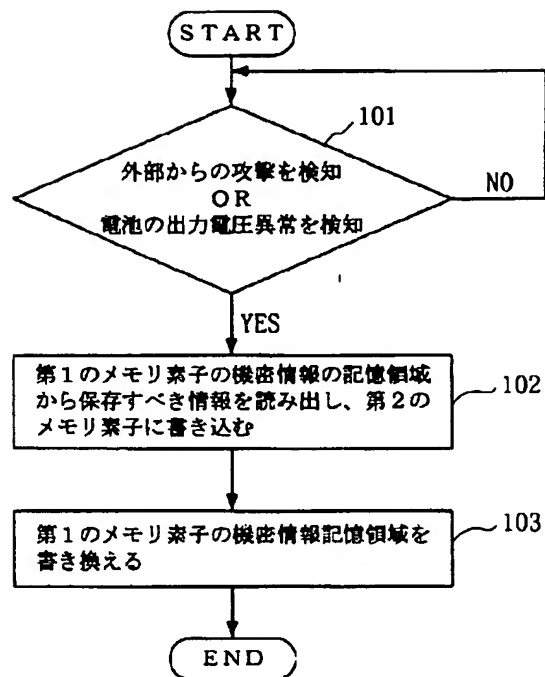 START
101
外部からの攻撃を検知
OR
電池の出力電圧異常を検知
NO
YES
第1のメモリ素子の機密情報の記憶領域
から保存すべき情報を読み出し、第2の
メモリ素子に書き込む
102
第1のメモリ素子の機密情報記憶領域を
書き換える
103
END